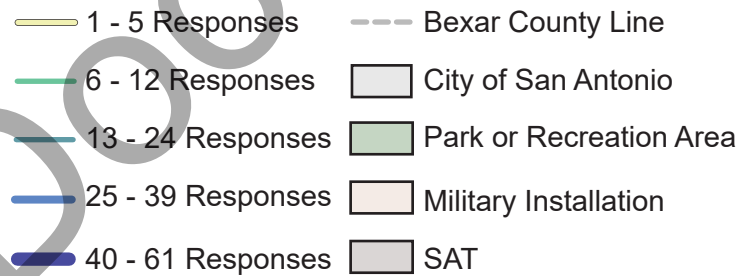 1 - 5 Responses
6 - 12 Responses
13 - 24 Responses
25 - 39 Responses
40 - 61 Responses
Bexar County Line
City of San Antonio
Park or Recreation Area
Military Installation
SAT